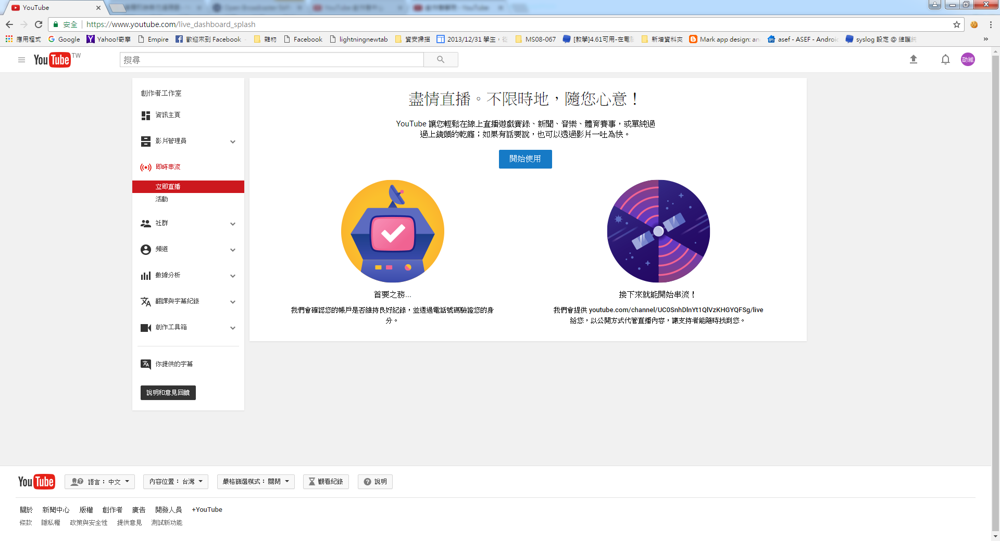 YouTube
安全 https://www.youtube.com/live_dashboard_splash
應用程式 Google Yahoo!奇摩 Empire 歡迎來到 Facebook 雜物 Facebook lightningnewtab 資安掃描 2013/12/31 學生，從 MS08-067 [教學]4.61可用-在電腦 新增資料夾 Mark app design: an asef - ASEF - Android syslog 設定 @ 維護
YouTube TW
搜尋
劭維
創作者工作室
資訊主頁
影片管理員
即時串流
立即直播
活動
社群
頻道
數據分析
翻譯與字幕紀錄
創作工具箱
你提供的字幕
說明和意見回饋
盡情直播。不限時地，隨您心意！
YouTube 讓您輕鬆在線上直播遊戲實錄、新聞、音樂、體育賽事，或單純過
過上鏡頭的乾癮；如果有話要說，也可以透過影片一吐為快。
開始使用
首要之務...
我們會確認您的帳戶是否維持良好紀錄，並透過電話號碼驗證您的身
分。
接下來就能開始串流！
我們會提供 youtube.com/channel/UC0SnhDlnYt1QlVzKHGYQFSg/live
給您，以公開方式代管直播內容，讓支持者能隨時找到您。
YouTube 語言：中文 內容位置：台灣 嚴格篩選模式：關閉 觀看紀錄 說明
關於 新聞中心 版權 創作者 廣告 開發人員 +YouTube
條款 隱私權 政策與安全性 提供意見 測試新功能